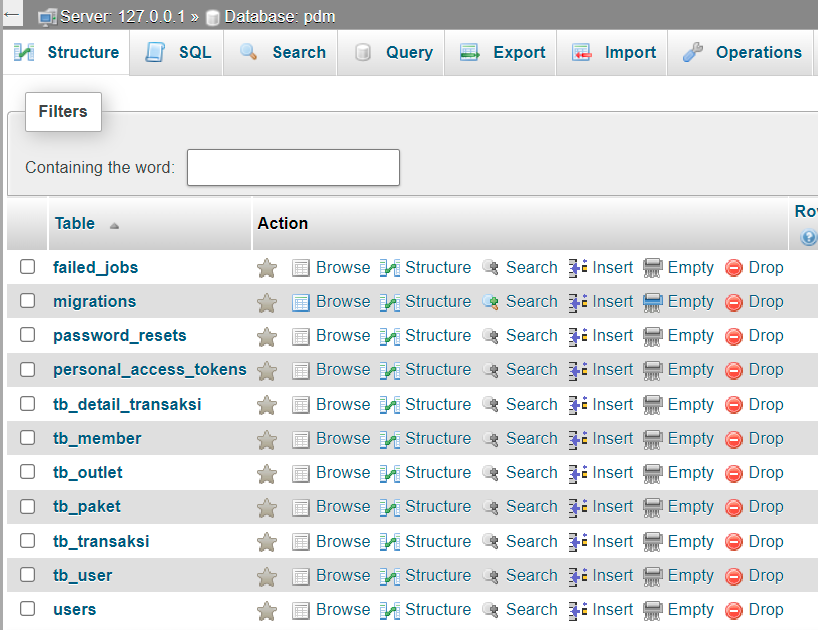 Server: 127.0.0.1 » Database: pdm
Structure SQL Search Query Export Import Operations
Filters
Containing the word:
Table Action
failed_jobs Browse Structure Search Insert Empty Drop
migrations Browse Structure Search Insert Empty Drop
password_resets Browse Structure Search Insert Empty Drop
personal_access_tokens Browse Structure Search Insert Empty Drop
tb_detail_transaksi Browse Structure Search Insert Empty Drop
tb_member Browse Structure Search Insert Empty Drop
tb_outlet Browse Structure Search Insert Empty Drop
tb_paket Browse Structure Search Insert Empty Drop
tb_transaksi Browse Structure Search Insert Empty Drop
tb_user Browse Structure Search Insert Empty Drop
users Browse Structure Search Insert Empty Drop